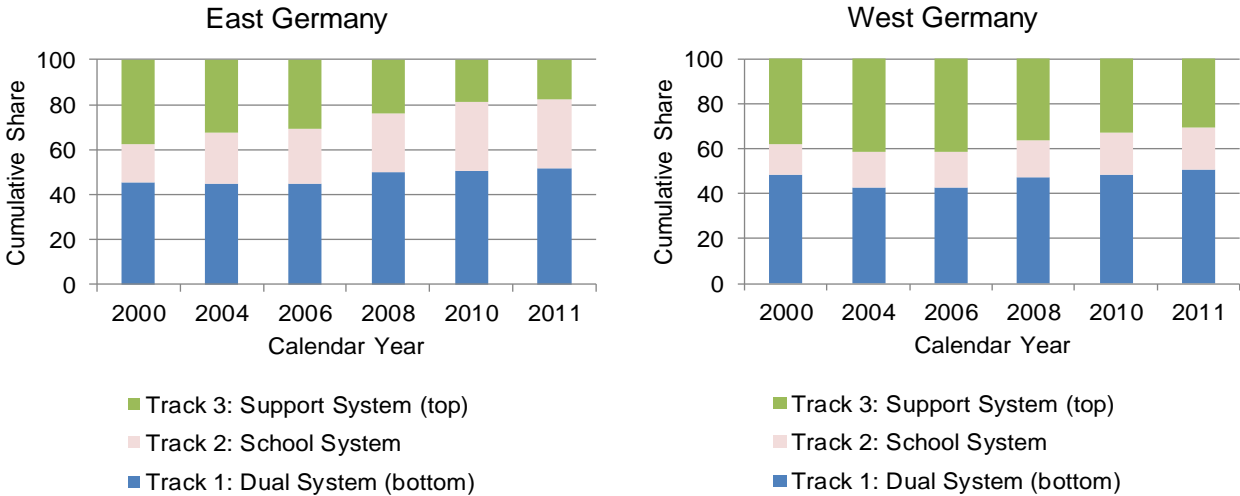 East Germany
Cumulative Share
100
80
60
40
20
0
2000 2004 2006 2008 2010 2011
Calendar Year
Track 3: Support System (top)
Track 2: School System
Track 1: Dual System (bottom)
West Germany
Cumulative Share
100
80
60
40
20
0
2000 2004 2006 2008 2010 2011
Calendar Year
Track 3: Support System (top)
Track 2: School System
Track 1: Dual System (bottom)